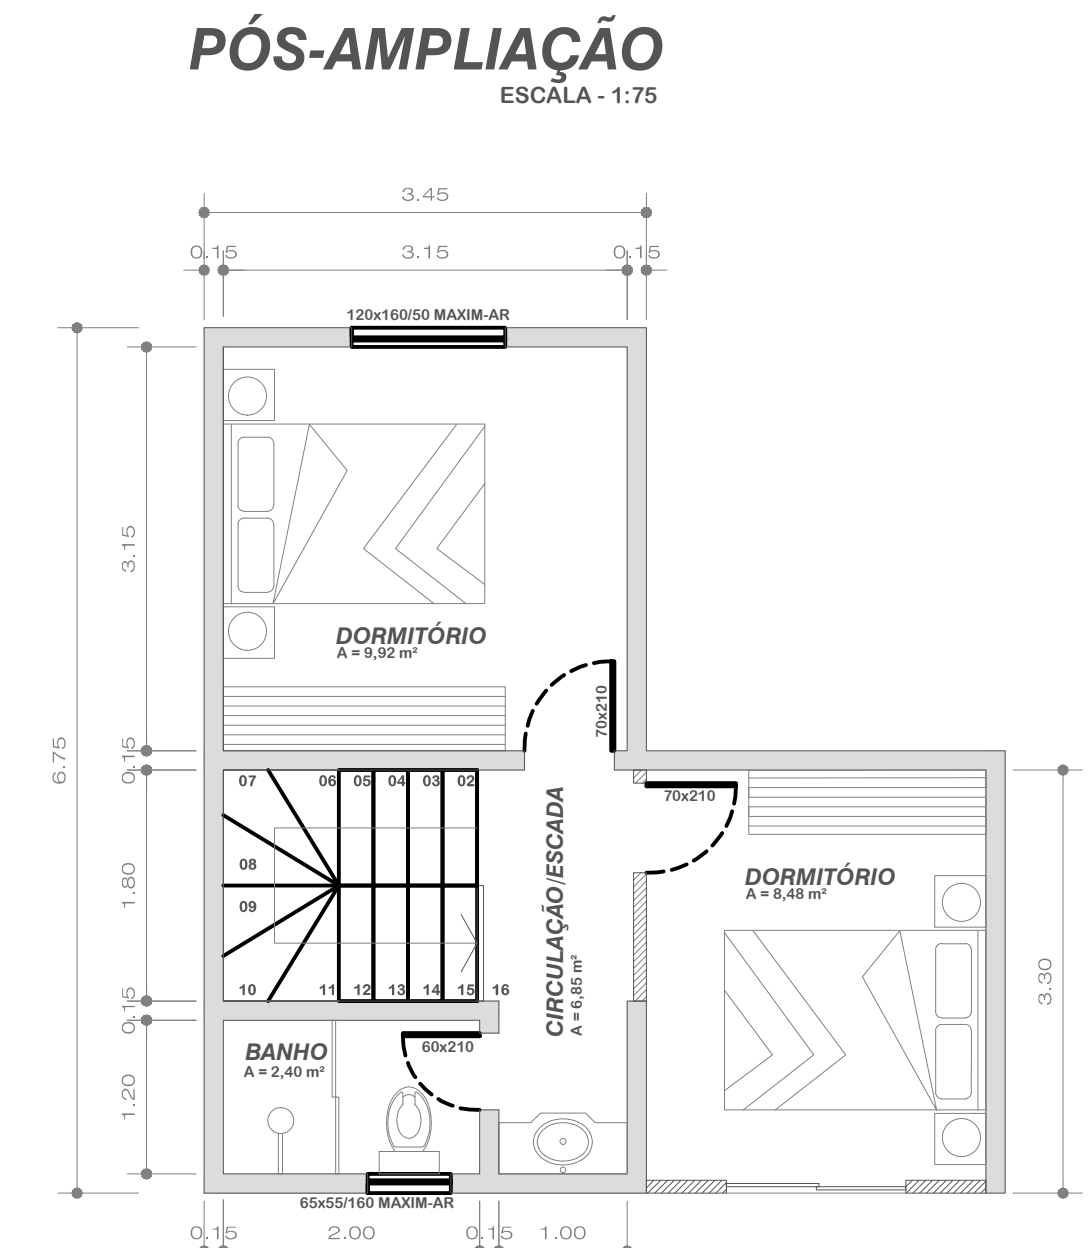 PÓS-AMPLIAÇÃO
ESCALA - 1:75
3.45
0.15
3.15
0.15
120x160/50 MAXIM-AR
3.15
DORMITÓRIO
A = 9,92 m²
70x210
6.75
0.15
07
06
05
04
03
02
70x210
08
1.80
09
CIRCULAÇÃO/ESCADA
A = 6,85 m²
DORMITÓRIO
A = 8,48 m²
3.30
10
11
12
13
14
15
16
0.15
BANHO
A = 2,40 m²
60x210
1.20
65x55/160 MAXIM-AR
0.15
2.00
0.15
1.00